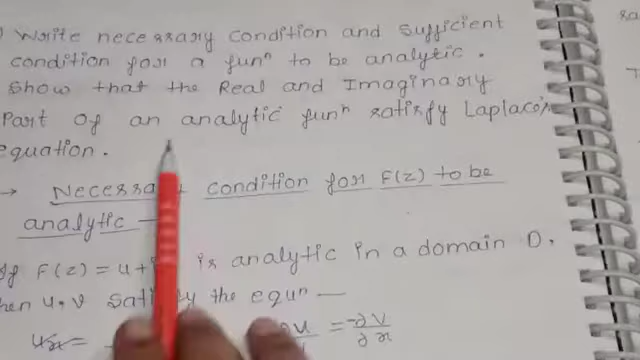 Write necessary condition and sufficient
condition for a funⁿ to be analytic.
Show that the Real and Imaginary
Part of an analytic funⁿ satisfy Laplace's
equation.
→ Necessary condition for F(z) to be
analytic —
If F(z) = u+ is analytic in a domain D.
then u, v satisfy the equⁿ —
= -∂v/∂x